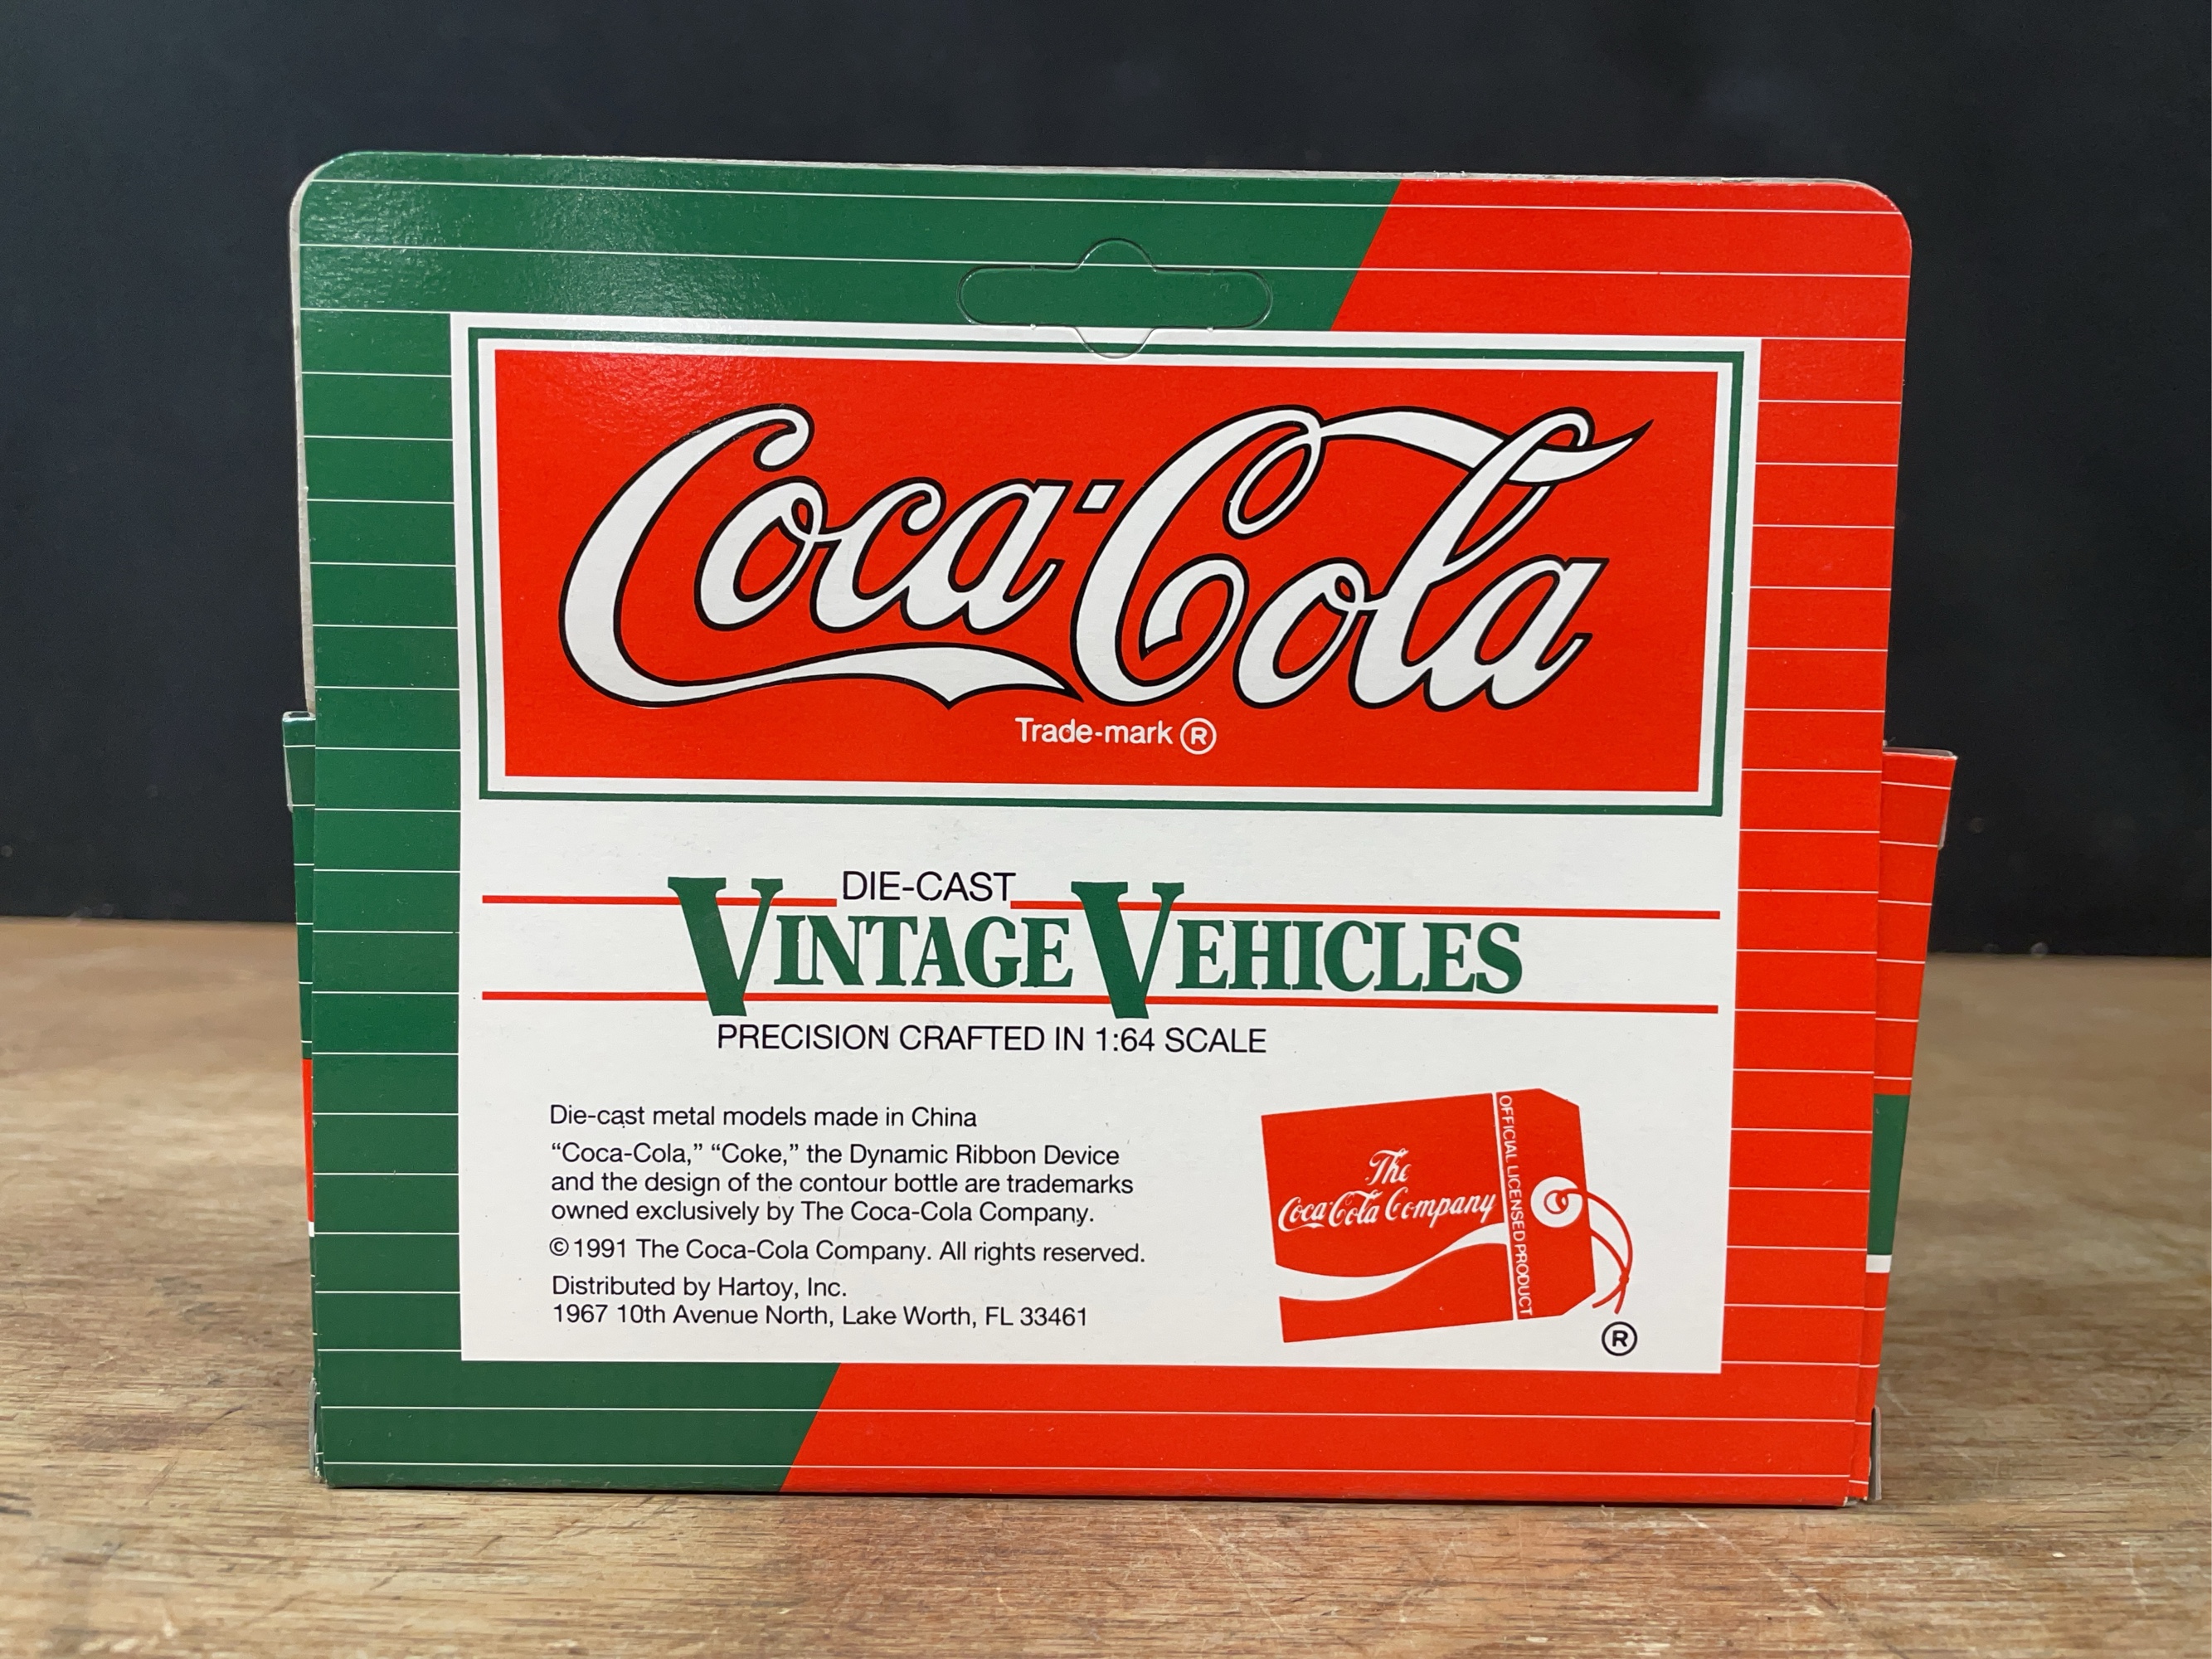 Coca-Cola
Trade-mark ®
DIE-CAST
VINTAGE VEHICLES
PRECISION CRAFTED IN 1:64 SCALE
Die-cast metal models made in China
“Coca-Cola,” “Coke,” the Dynamic Ribbon Device
and the design of the contour bottle are trademarks
owned exclusively by The Coca-Cola Company.
©1991 The Coca-Cola Company. All rights reserved.
Distributed by Hartoy, Inc.
1967 10th Avenue North, Lake Worth, FL 33461
The
Coca-Cola Company
OFFICIAL LICENSED PRODUCT
®